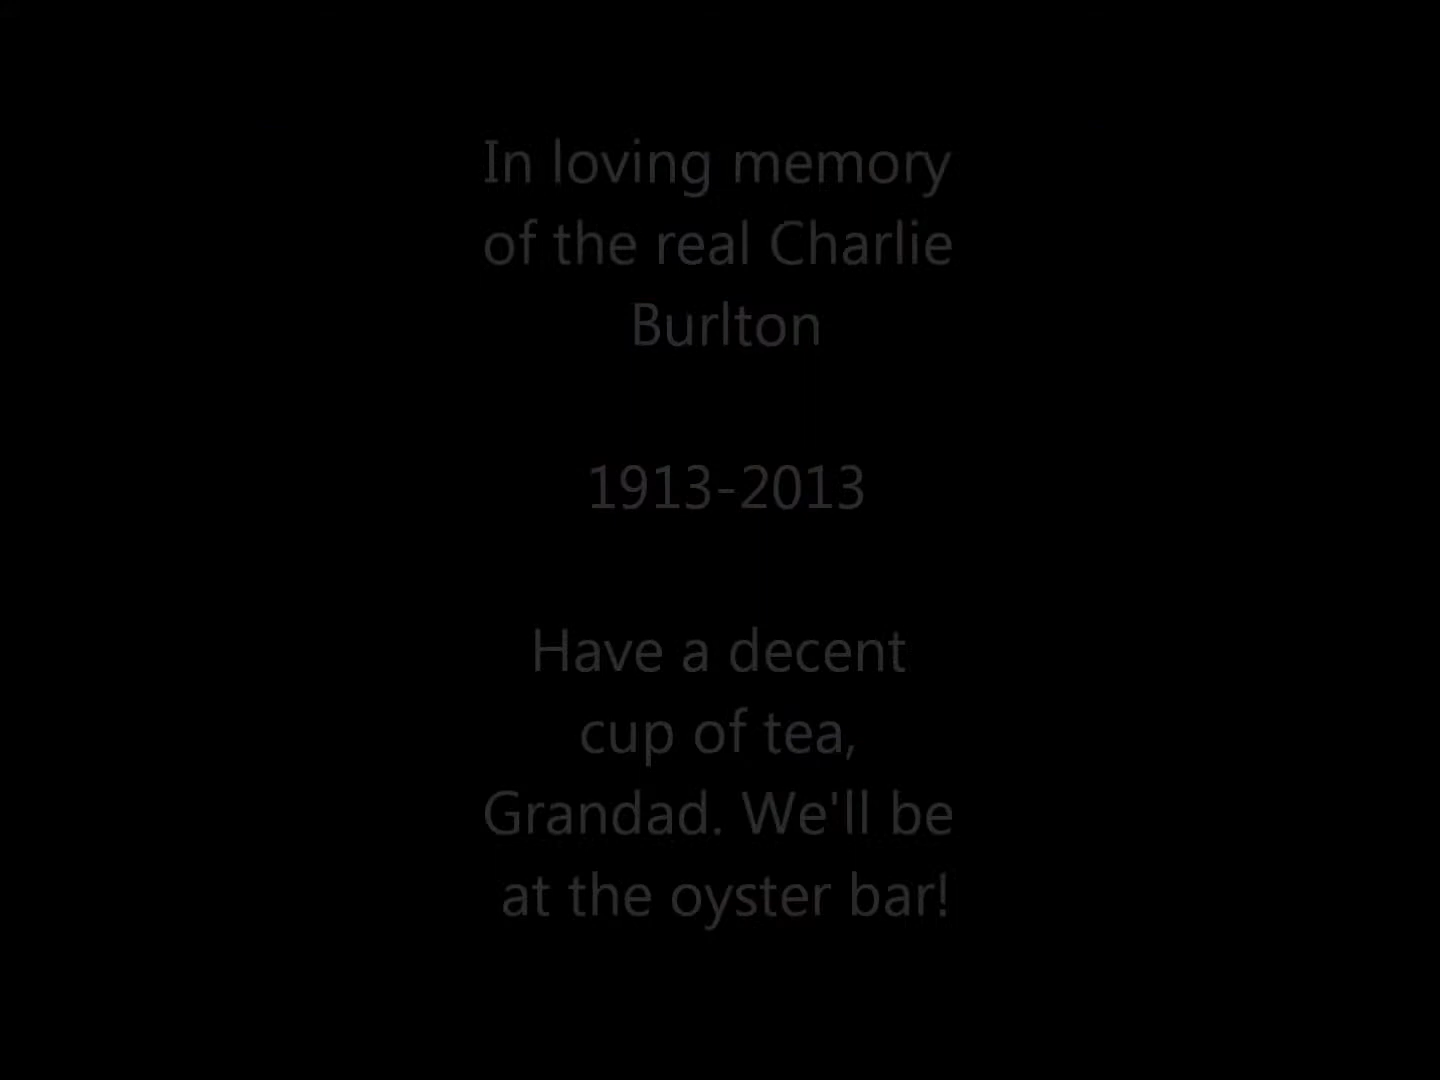 In loving memory
of the real Charlie
Burlton
1913-2013
Have a decent
cup of tea,
Grandad. We'll be
at the oyster bar!